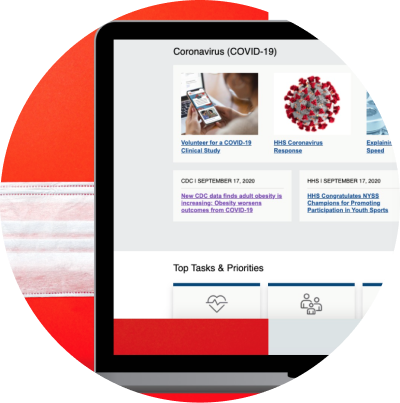 Coronavirus (COVID-19)
Volunteer for a COVID-19
Clinical Study
HHS Coronavirus
Response
Explaining
Speed
CDC | SEPTEMBER 17, 2020
New CDC data finds adult obesity is
increasing: Obesity worsens
outcomes from COVID-19
HHS | SEPTEMBER 17, 2020
HHS Congratulates NYSS
Champions for Promoting
Participation in Youth Sports
Top Tasks & Priorities